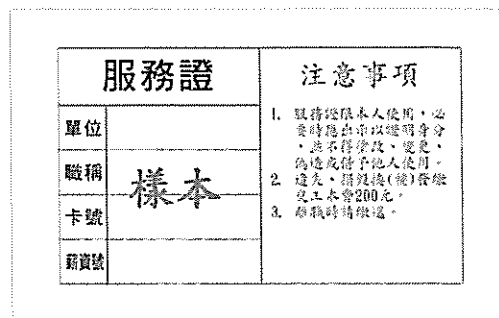 服務證
單位
職稱
卡號
薪資號
樣本
注意事項
1. 服務證限本人使用，必
要時應出示以證明身分
，並不得塗改、變更，
偽造或借予他人使用。
2. 遺失、損毀換(補)發繳
交工本費200元。
3. 離職時請繳還。